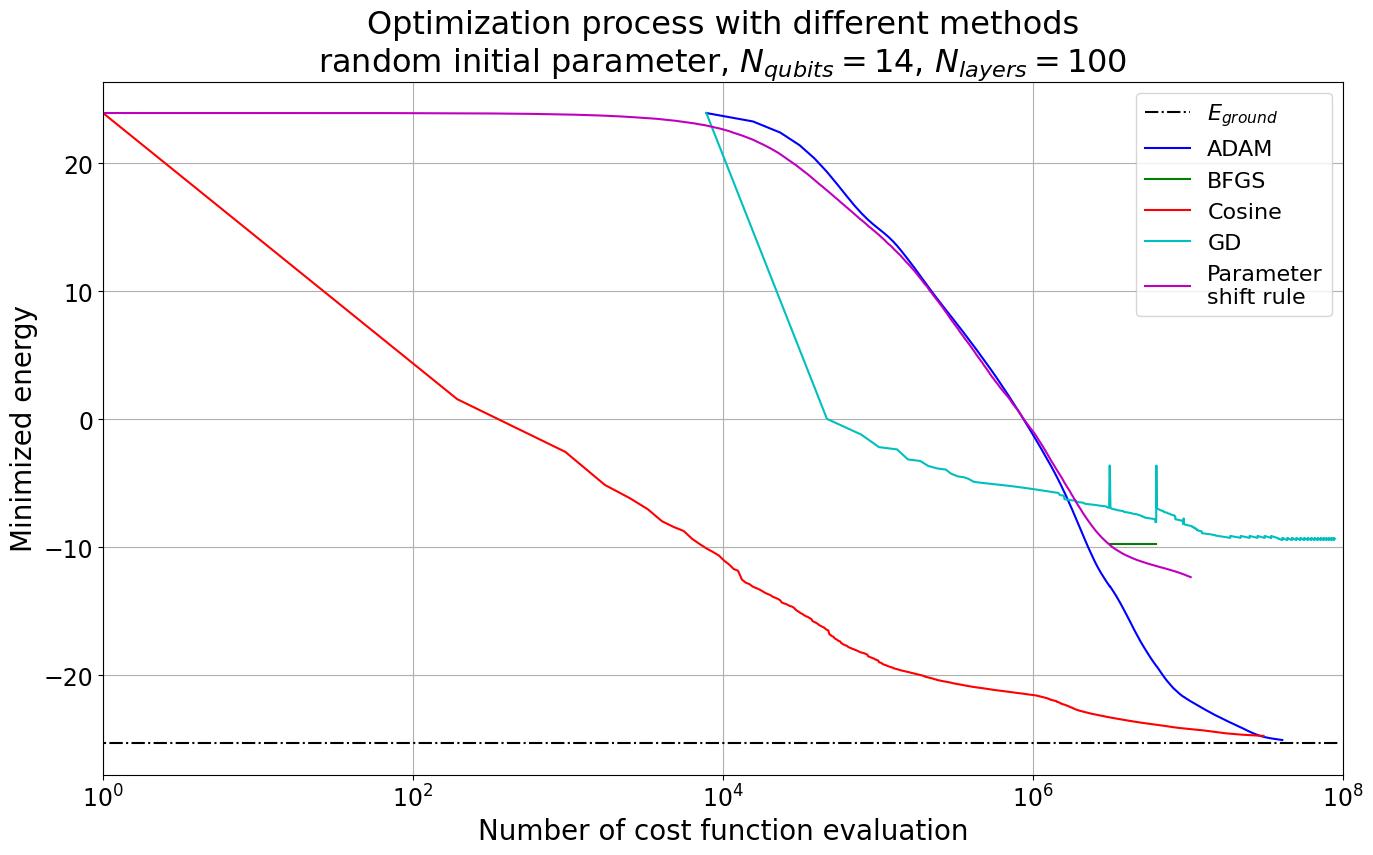 Optimization process with different methods
random initial parameter, $N_{qubits} = 14$, $N_{layers} = 100$
$E_{ground}$
ADAM
BFGS
Cosine
GD
Parameter
shift rule
Minimized energy
20
10
0
−10
−20
$10^0$ $10^2$ $10^4$ $10^6$ $10^8$
Number of cost function evaluation